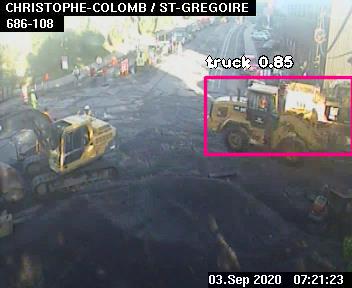 CHRISTOPHE-COLOMB / ST-GREGOIRE
686-108
truck 0.85
03.Sep 2020 07:21:23